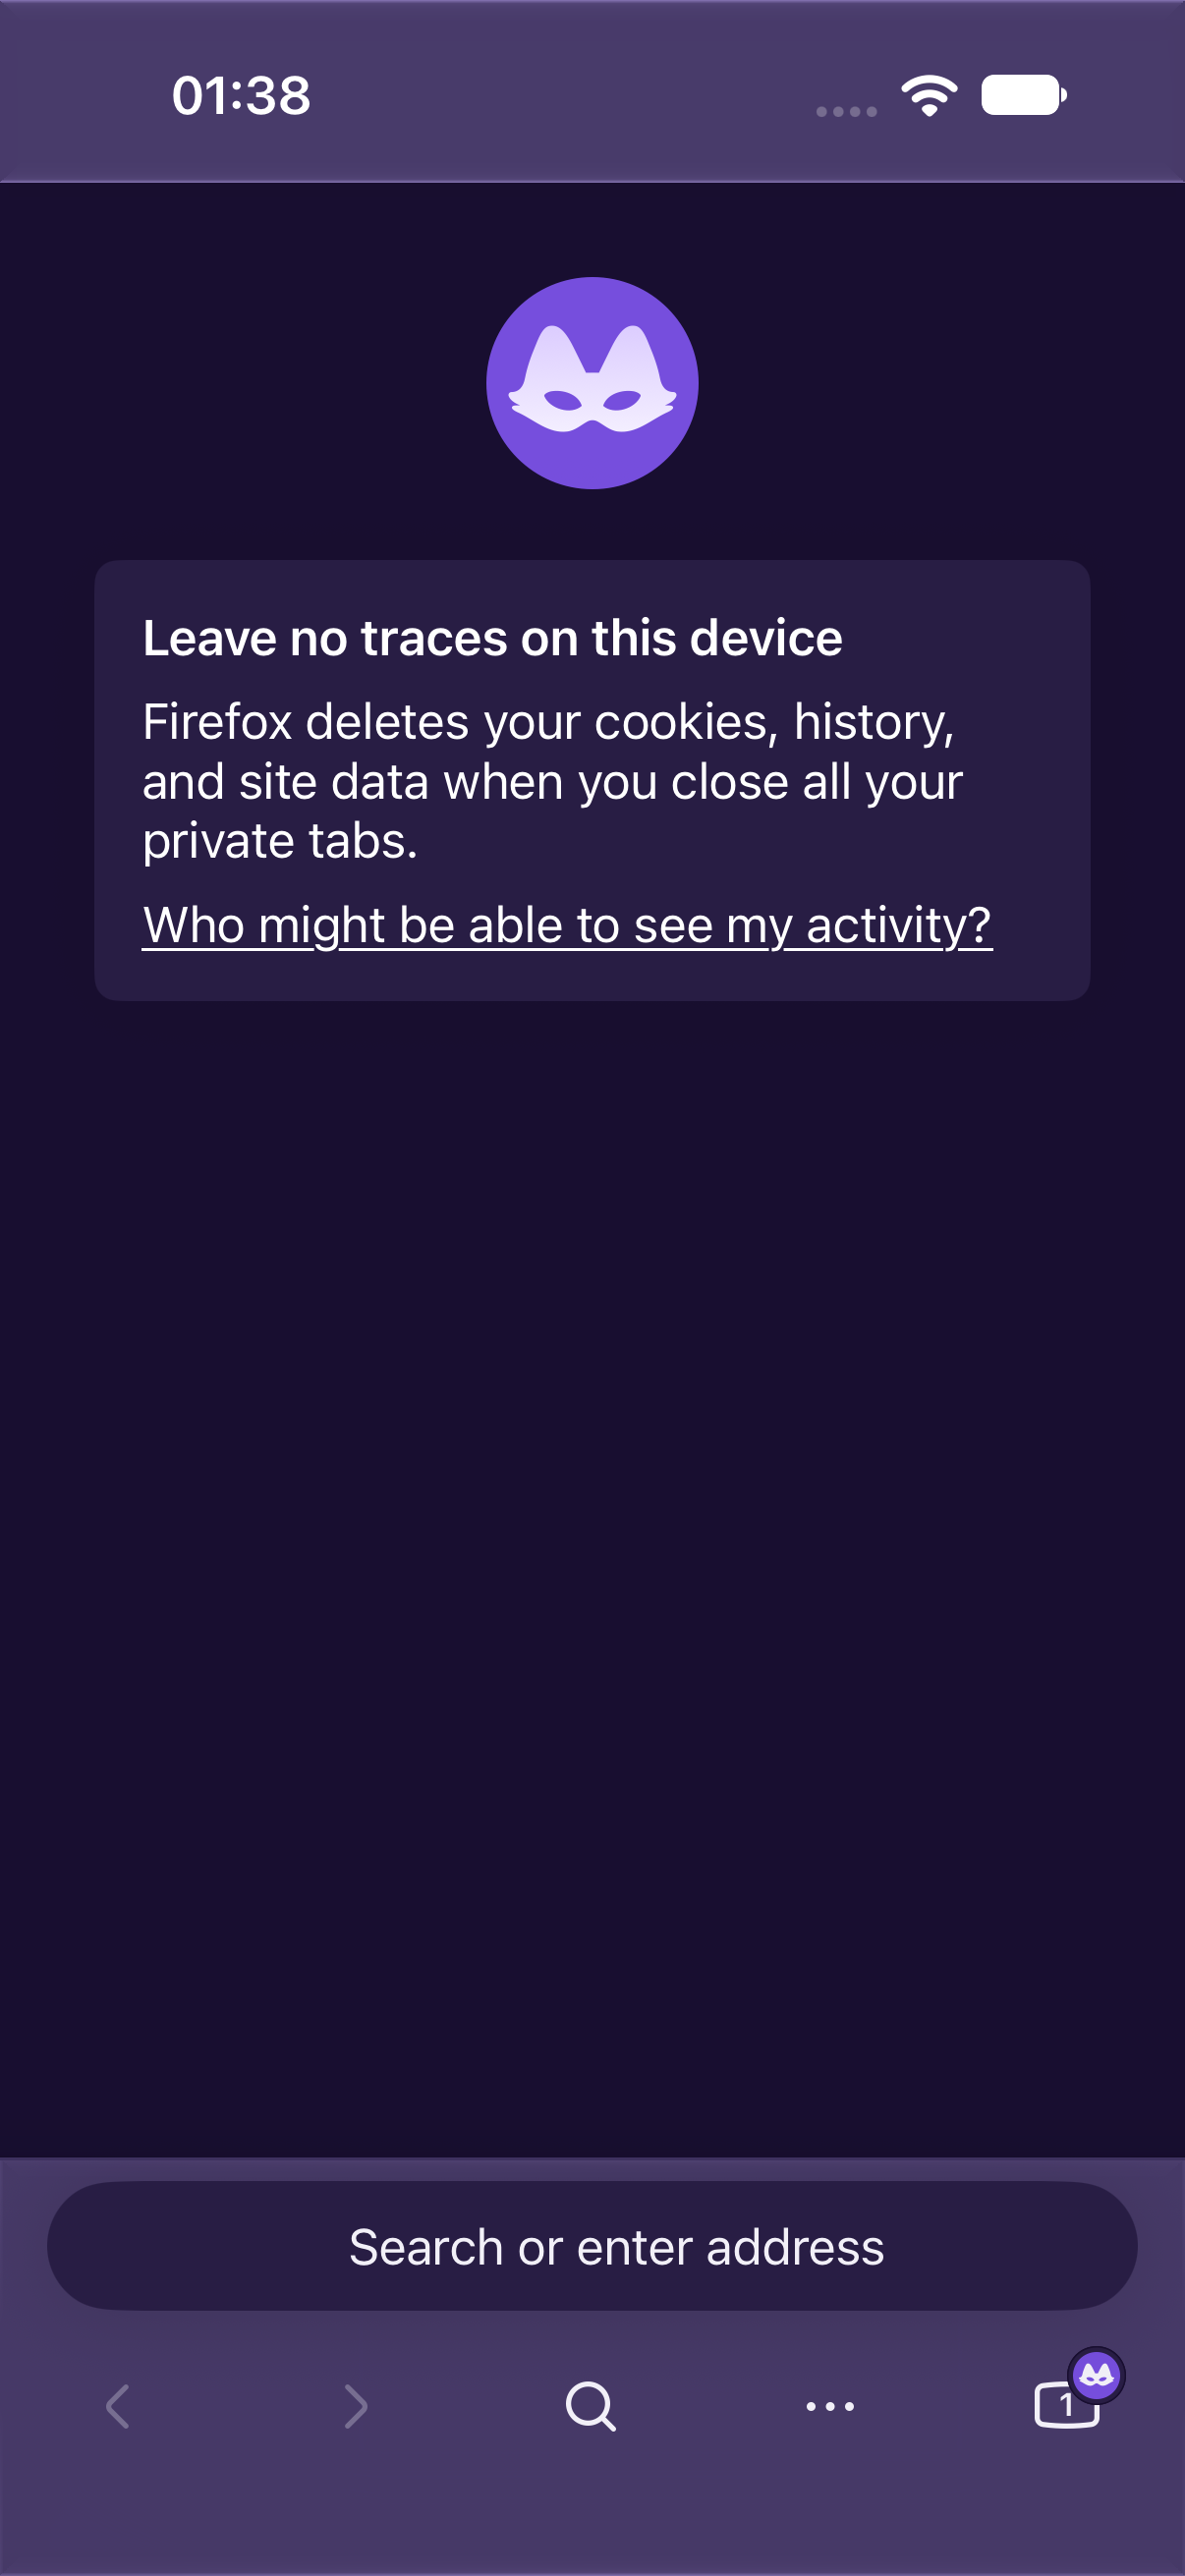 01:38
Leave no traces on this device
Firefox deletes your cookies, history,
and site data when you close all your
private tabs.
Who might be able to see my activity?
Search or enter address
1